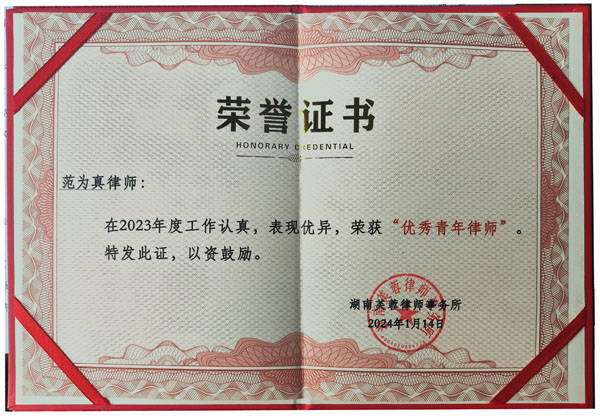 荣誉证书
HONORARY CREDENTIAL
范为真律师：
在2023年度工作认真，表现优异，荣获“优秀青年律师”。
特发此证，以资鼓励。
湖南芙蓉律师事务所
2024年1月14日